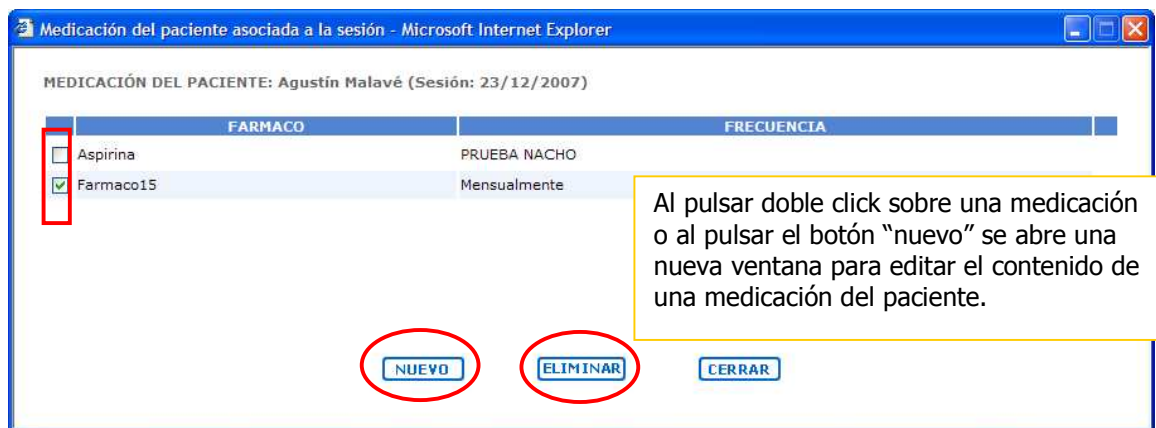 Medicación del paciente asociada a la sesión - Microsoft Internet Explorer
MEDICACIÓN DEL PACIENTE: Agustín Malavé (Sesión: 23/12/2007)
FARMACO FRECUENCIA
Aspirina PRUEBA NACHO
Farmaco15 Mensualmente
Al pulsar doble click sobre una medicación
o al pulsar el botón “nuevo” se abre una
nueva ventana para editar el contenido de
una medicación del paciente.
NUEVO ELIMINAR CERRAR